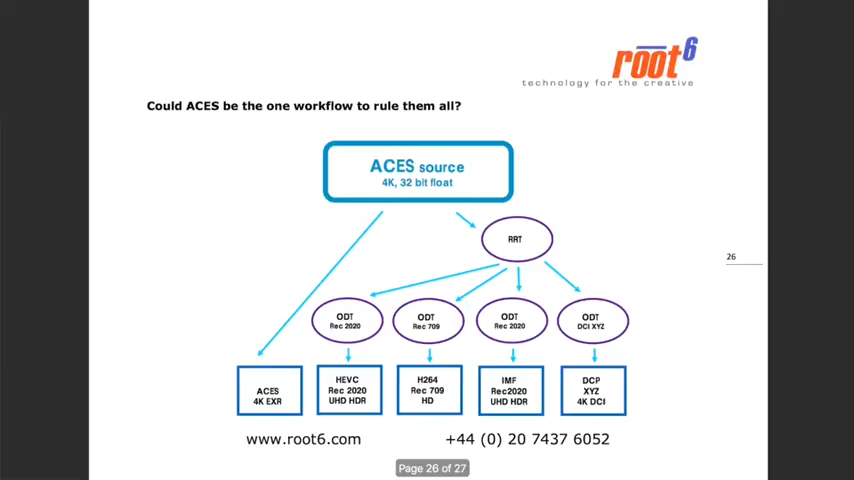 root6
technology for the creative
Could ACES be the one workflow to rule them all?
ACES source
4K, 32 bit float
RRT
26
ODT
Rec 2020
ODT
Rec 709
ODT
Rec 2020
ODT
DCI XYZ
ACES
4K EXR
HEVC
Rec 2020
UHD HDR
H264
Rec 709
HD
IMF
Rec2020
UHD HDR
DCP
XYZ
4K DCI
www.root6.com
+44 (0) 20 7437 6052
Page 26 of 27